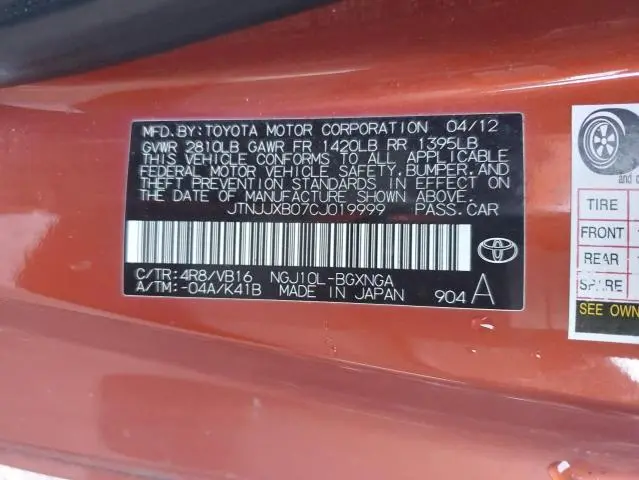 MFD.BY:TOYOTA MOTOR CORPORATION 04/12
GVWR 2810LB GAWR FR 1420LB RR 1395LB
THIS VEHICLE CONFORMS TO ALL APPLICABLE
FEDERAL MOTOR VEHICLE SAFETY,BUMPER,AND
THEFT PREVENTION STANDARDS IN EFFECT ON
THE DATE OF MANUFACTURE SHOWN ABOVE.
JTNJJXB07CJ019999 PASS.CAR
C/TR:4R8/VB16 NGJ10L-BGXNGA
A/TM:-04A/K41B MADE IN JAPAN 904 A
and
TIRE
FRONT
REAR
SPARE
SEE OWN